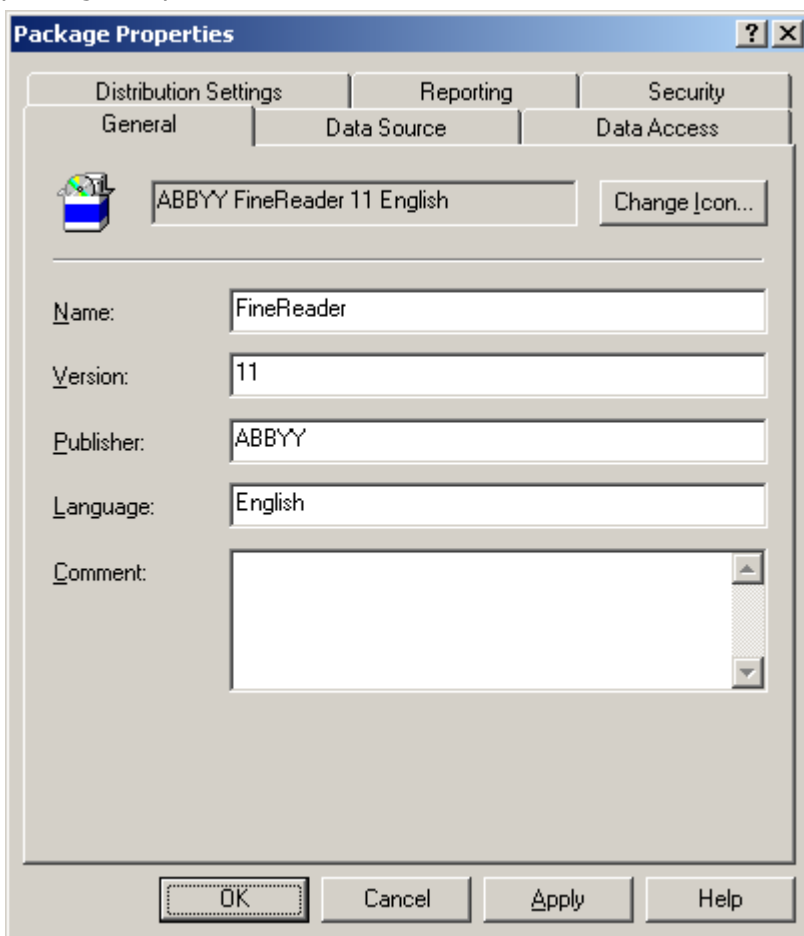 Package Properties
Distribution Settings Reporting Security
General Data Source Data Access
ABBYY FineReader 11 English Change Icon...
Name: FineReader
Version: 11
Publisher: ABBYY
Language: English
Comment:
OK Cancel Apply Help